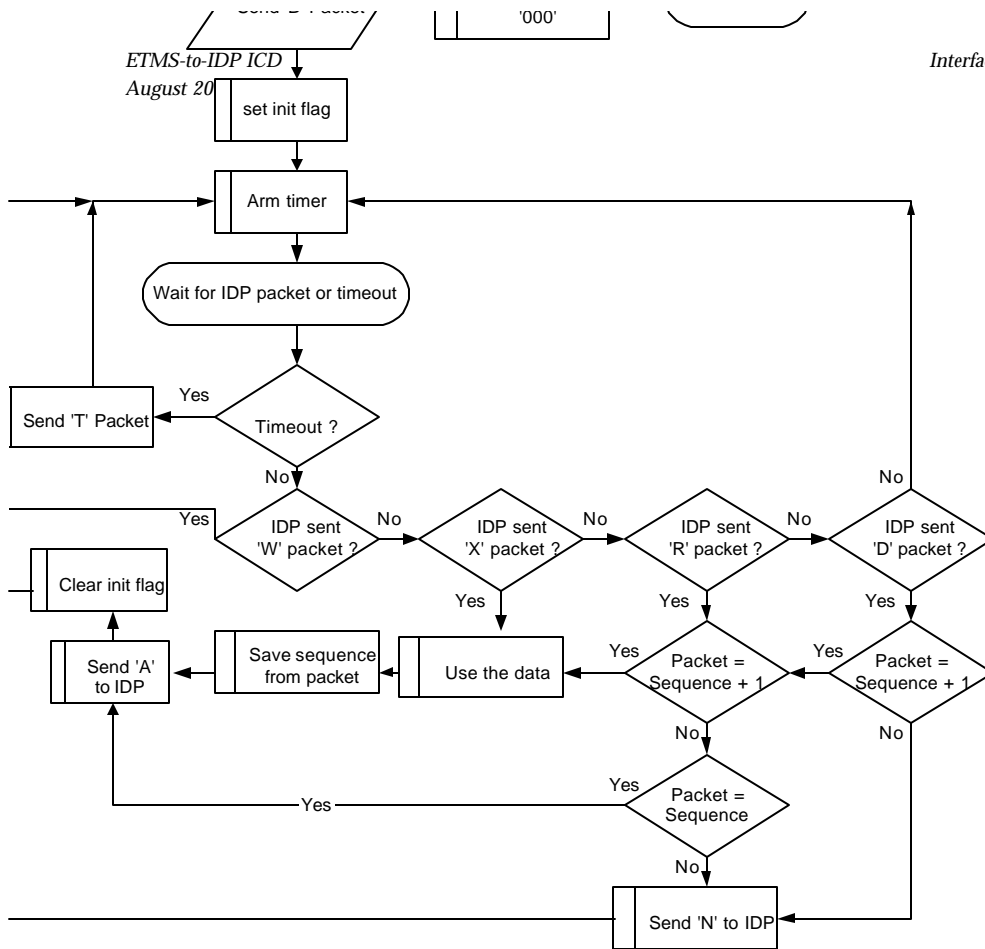 '000'
ETMS-to-IDP ICD
Interfa
August 20
set init flag
Arm timer
Wait for IDP packet or timeout
Yes
Send 'T' Packet
Timeout ?
No
Yes
IDP sent
'W' packet ?
No
IDP sent
'X' packet ?
No
IDP sent
'R' packet ?
No
IDP sent
'D' packet ?
No
Clear init flag
Yes
Yes
Yes
Send 'A'
to IDP
Save sequence
from packet
Use the data
Yes
Packet =
Sequence + 1
Yes
Packet =
Sequence + 1
No
No
Yes
Yes
Packet =
Sequence
No
Send 'N' to IDP